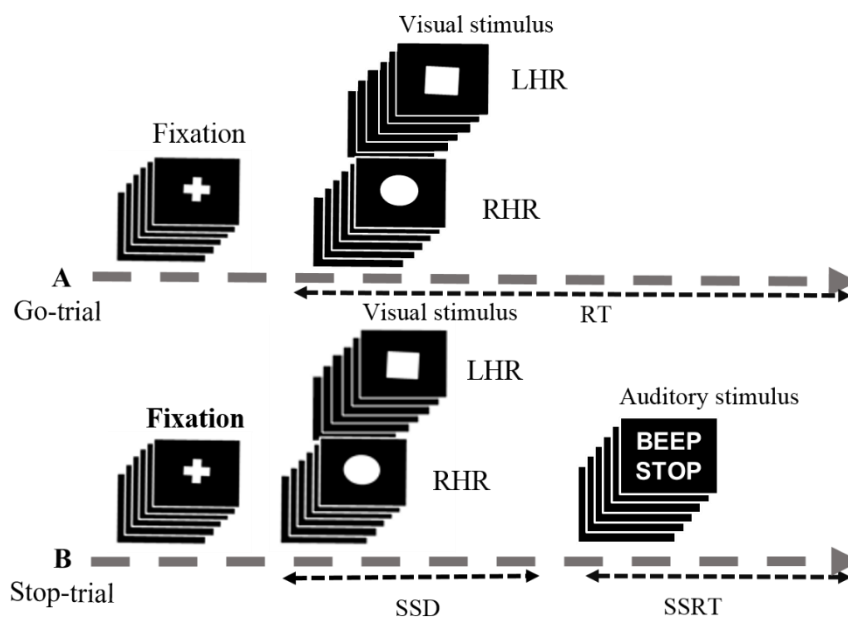 Visual stimulus
LHR
Fixation
RHR
A
Go-trial
RT
Visual stimulus
LHR
Auditory stimulus
Fixation
BEEP
STOP
RHR
B
Stop-trial
SSD
SSRT